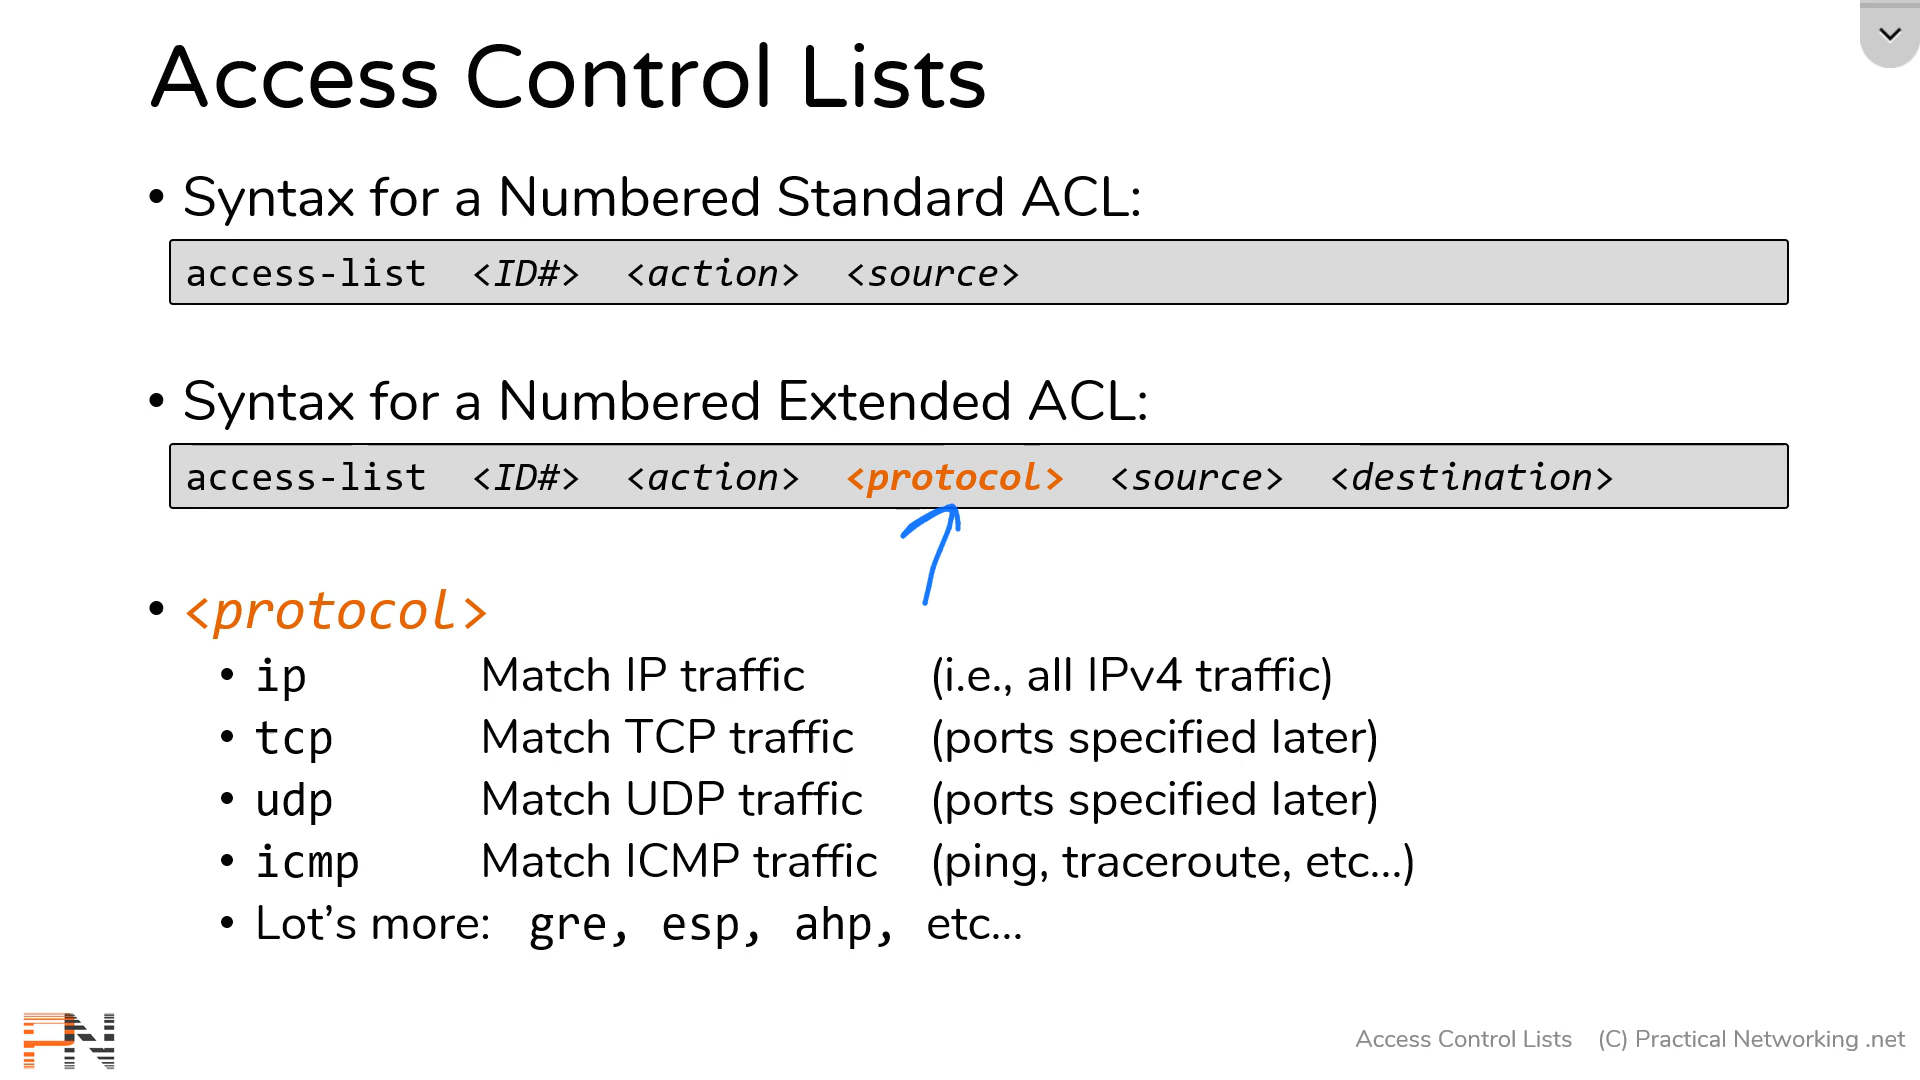 Access Control Lists
• Syntax for a Numbered Standard ACL:
access-list <ID#> <action> <source>
• Syntax for a Numbered Extended ACL:
access-list <ID#> <action> <protocol> <source> <destination>
• <protocol>
• ip Match IP traffic (i.e., all IPv4 traffic)
• tcp Match TCP traffic (ports specified later)
• udp Match UDP traffic (ports specified later)
• icmp Match ICMP traffic (ping, traceroute, etc...)
• Lot’s more: gre, esp, ahp, etc...
PN
Access Control Lists (C) Practical Networking .net